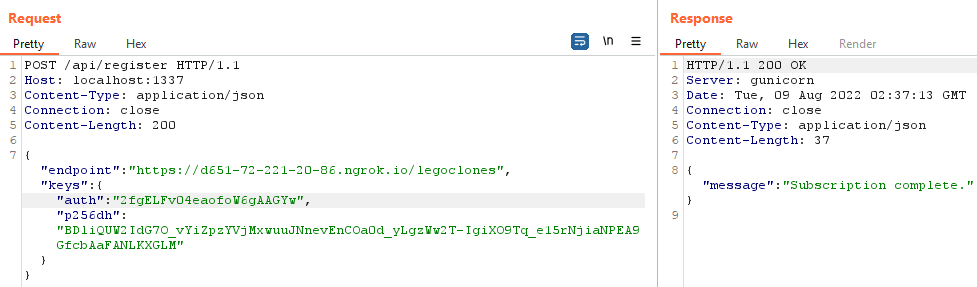 Request
Pretty Raw Hex \n
1 POST /api/register HTTP/1.1
2 Host: localhost:1337
3 Content-Type: application/json
4 Connection: close
5 Content-Length: 200
6
7
{
"endpoint":"https://d651-72-221-20-86.ngrok.io/legoclones",
"keys":{
"auth":"2fgELFvO4eaofoW6gAAGYw",
"p256dh":
"BDliQUW2IdG7O_vYiZpzYVjMxwuuJNnevEnCOaOd_yLgzWw2T-IgiXO9Tq_e15rNjiaNPEA9
GfcbAaFANLKXGLM"
}
}
Response
Pretty Raw Hex Render
1 HTTP/1.1 200 OK
2 Server: gunicorn
3 Date: Tue, 09 Aug 2022 02:37:13 GMT
4 Connection: close
5 Content-Type: application/json
6 Content-Length: 37
7
8 {
"message":"Subscription complete."
}
9